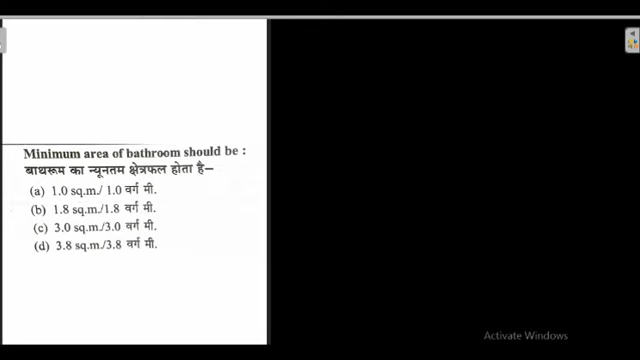 Minimum area of bathroom should be :
बाथरूम का न्यूनतम क्षेत्रफल होता है–
(a) 1.0 sq.m./ 1.0 वर्ग मी.
(b) 1.8 sq.m./1.8 वर्ग मी.
(c) 3.0 sq.m./3.0 वर्ग मी.
(d) 3.8 sq.m./3.8 वर्ग मी.
Activate Windows